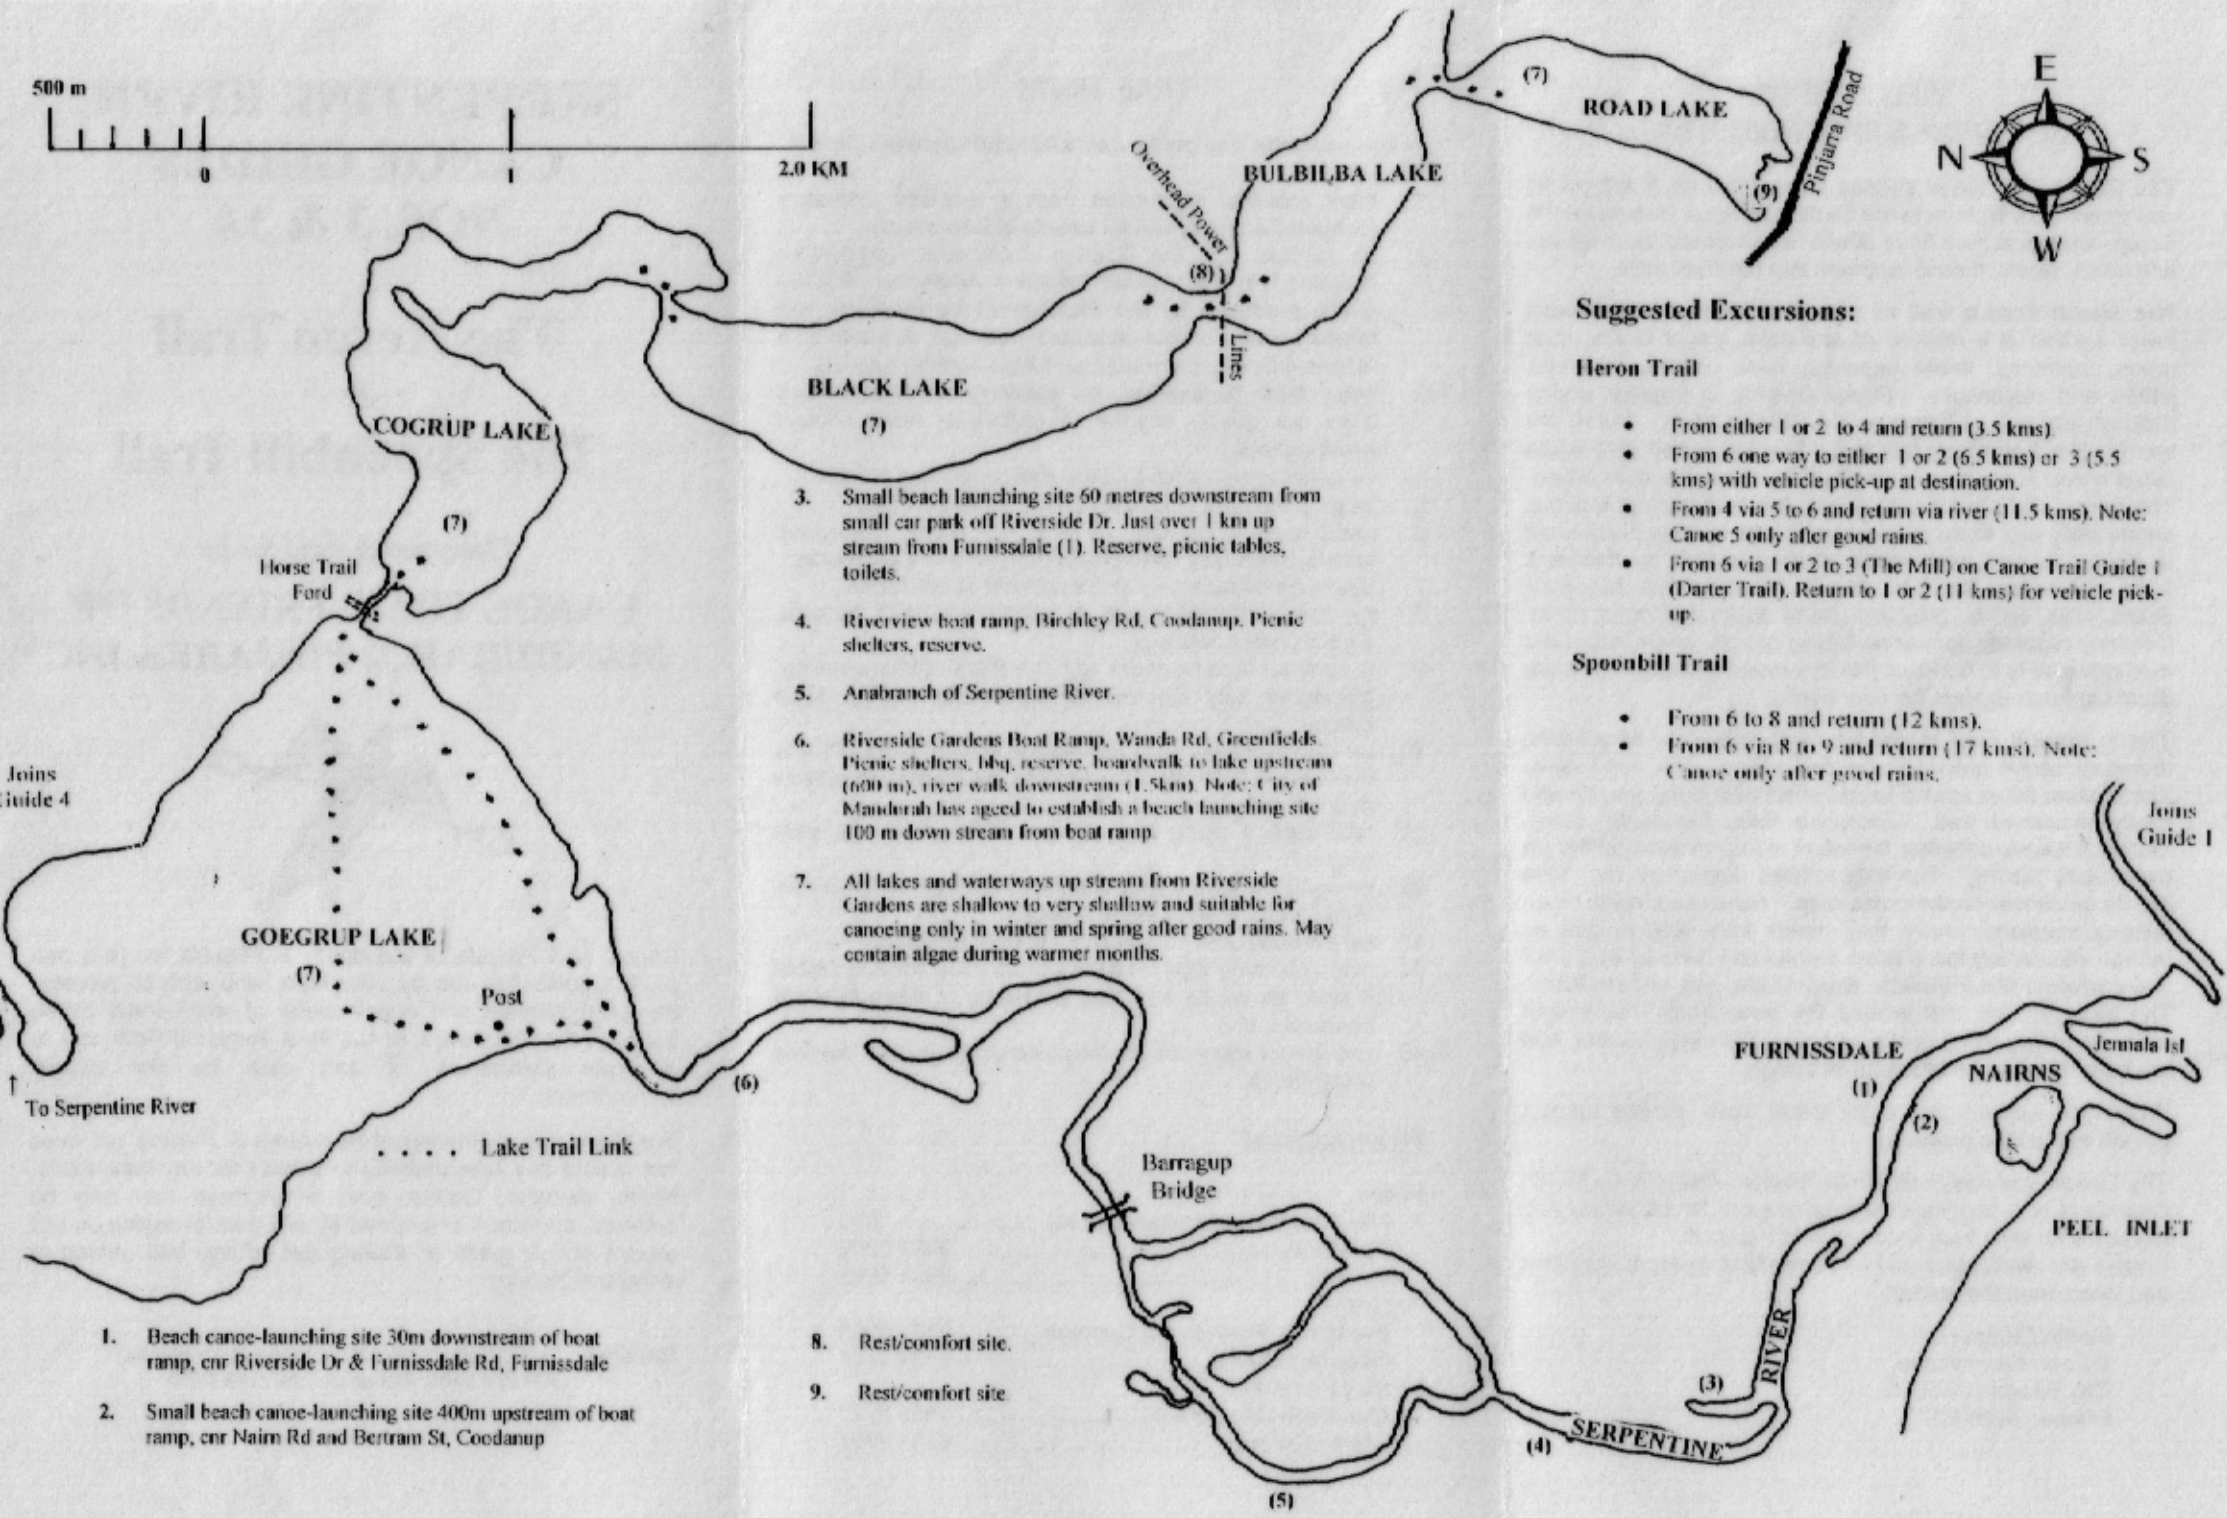 500 m
0
1
2.0 KM
Overhead Power
Lines
(8)
BULBILBA LAKE
(7)
ROAD LAKE
(9)
Pinjarra Road
E
N
S
W
COGRUP LAKE
(7)
BLACK LAKE
(7)
Horse Trail
Ford
Joins
Guide 4
GOEGRUP LAKE
(7)
Post
To Serpentine River
Lake Trail Link
(6)
Barragup
Bridge
(5)
(4)
SERPENTINE
RIVER
(3)
FURNISSDALE
(1)
(2)
NAIRNS
Jennala Isl
PEEL INLET
Joins
Guide 1
1. Beach canoe-launching site 30m downstream of boat
ramp, cnr Riverside Dr & Furnissdale Rd, Furnissdale
2. Small beach canoe-launching site 400m upstream of boat
ramp, cnr Nairn Rd and Bertram St, Coodanup
3. Small beach launching site 60 metres downstream from
small car park off Riverside Dr. Just over 1 km up
stream from Furnissdale (1). Reserve, picnic tables,
toilets.
4. Riverview boat ramp, Birchley Rd, Coodanup. Picnic
shelters, reserve.
5. Anabranch of Serpentine River.
6. Riverside Gardens Boat Ramp, Wanda Rd, Greenfields.
Picnic shelters, bbq, reserve, boardwalk to lake upstream
(600 m), river walk downstream (1.5km). Note: City of
Mandurah has ageed to establish a beach launching site
100 m down stream from boat ramp.
7. All lakes and waterways up stream from Riverside
Gardens are shallow to very shallow and suitable for
canoeing only in winter and spring after good rains. May
contain algae during warmer months.
8. Rest/comfort site.
9. Rest/comfort site
Suggested Excursions:
Heron Trail
• From either 1 or 2 to 4 and return (3.5 kms)
• From 6 one way to either 1 or 2 (6.5 kms) or 3 (5.5
kms) with vehicle pick-up at destination.
• From 4 via 5 to 6 and return via river (11.5 kms). Note:
Canoe 5 only after good rains.
• From 6 via 1 or 2 to 3 (The Mill) on Canoe Trail Guide 1
(Darter Trail). Return to 1 or 2 (11 kms) for vehicle pick-
up.
Spoonbill Trail
• From 6 to 8 and return (12 kms).
• From 6 via 8 to 9 and return (17 kms). Note:
Canoe only after good rains.